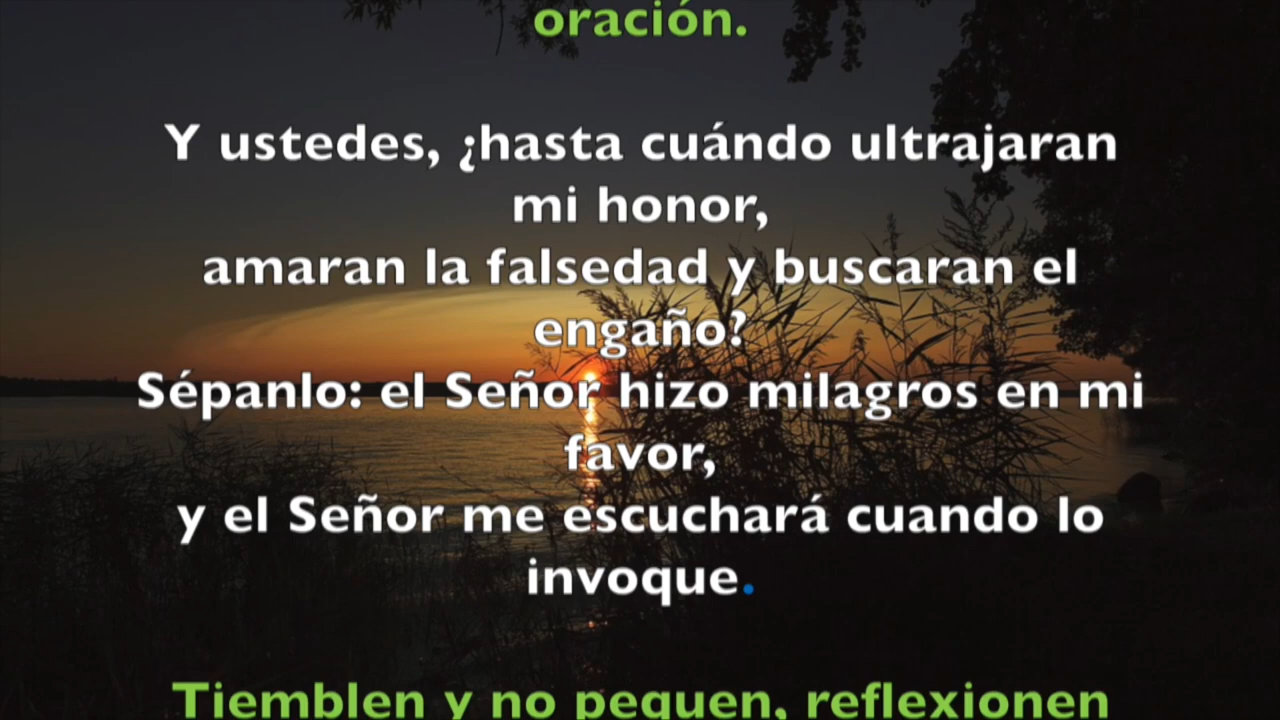 oración.
Y ustedes, ¿hasta cuándo ultrajaran
mi honor,
amaran la falsedad y buscaran el
engaño?
Sépanlo: el Señor hizo milagros en mi
favor,
y el Señor me escuchará cuando lo
invoque.
Tiemblen y no pequen, reflexionen